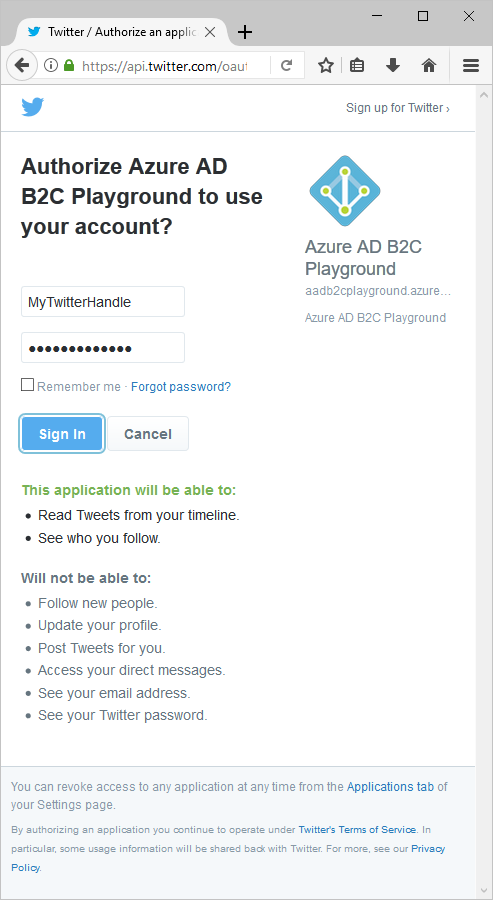 Twitter / Authorize an applic
https://api.twitter.com/oaut
Sign up for Twitter ›
Authorize Azure AD
B2C Playground to use
your account?
Azure AD B2C
Playground
aadb2cplayground.azure...
Azure AD B2C Playground
MyTwitterHandle
●●●●●●●●●●●●●
Remember me · Forgot password?
Sign In
Cancel
This application will be able to:
• Read Tweets from your timeline.
• See who you follow.
Will not be able to:
• Follow new people.
• Update your profile.
• Post Tweets for you.
• Access your direct messages.
• See your email address.
• See your Twitter password.
You can revoke access to any application at any time from the Applications tab of
your Settings page.
By authorizing an application you continue to operate under Twitter's Terms of Service. In
particular, some usage information will be shared back with Twitter. For more, see our Privacy
Policy.